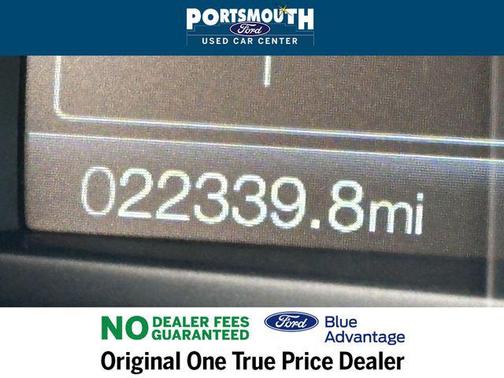 PORTSMOUTH
Ford
USED CAR CENTER
022339.8mi
NO DEALER FEES GUARANTEED
Ford Blue Advantage
Original One True Price Dealer